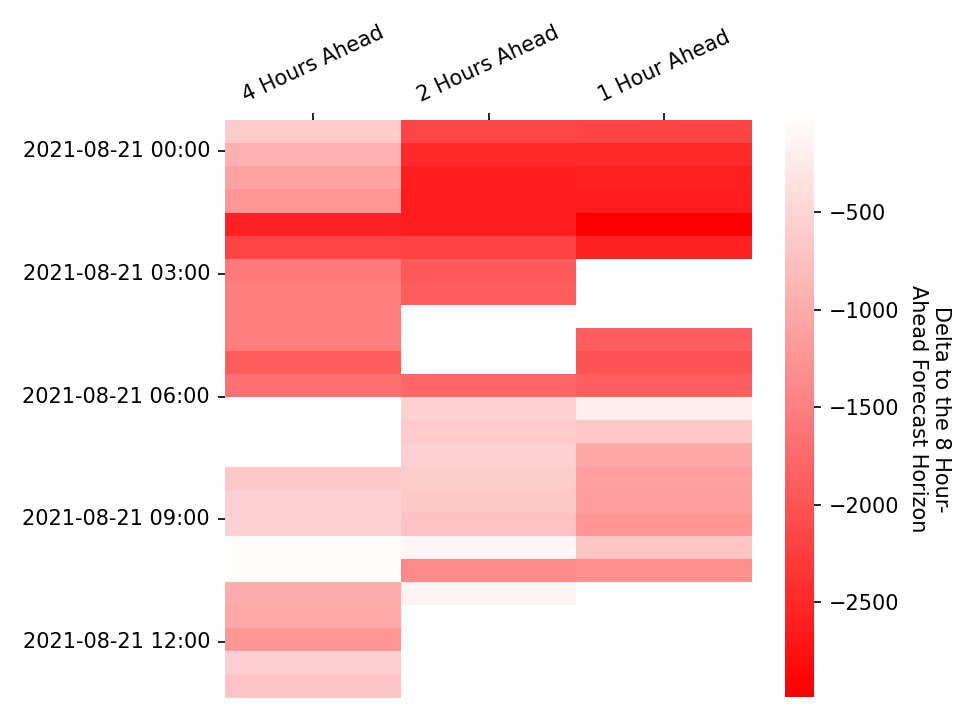 4 Hours Ahead
2 Hours Ahead
1 Hour Ahead
2021-08-21 00:00
2021-08-21 03:00
2021-08-21 06:00
2021-08-21 09:00
2021-08-21 12:00
−500
−1000
−1500
−2000
−2500
Delta to the 8 Hour-
Ahead Forecast Horizon